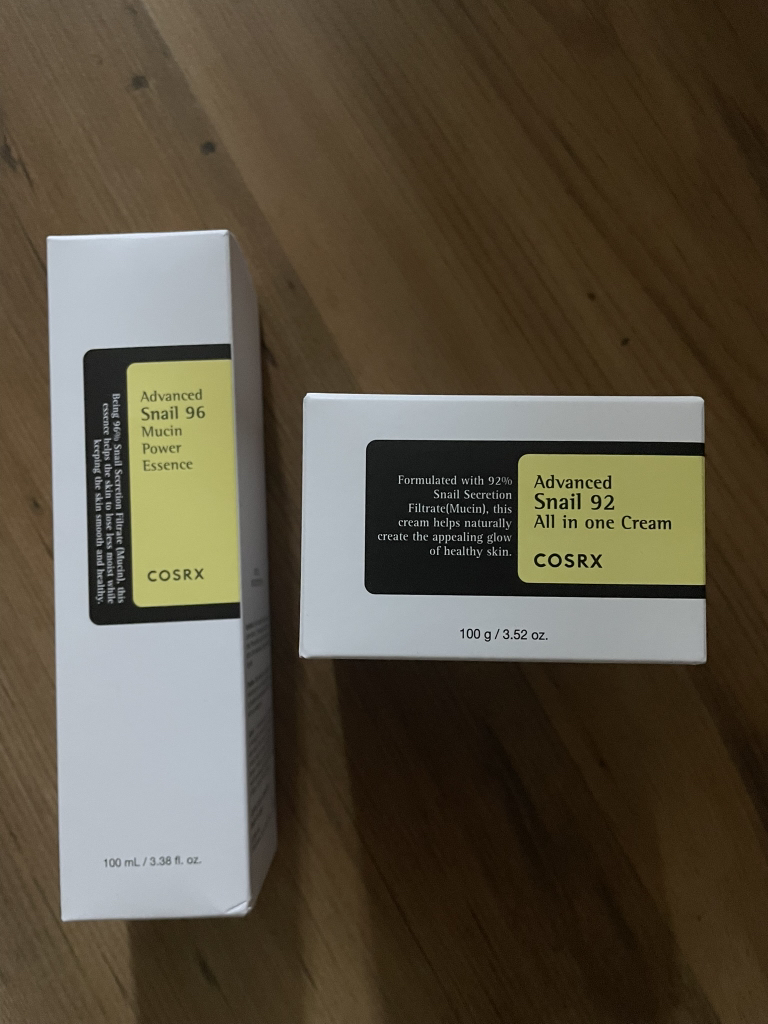 Advanced
Snail 96
Mucin
Power
Essence
COSRX
Being 96% Snail Secretion Filtrate (Mucin), this
essence helps the skin to lose less moist while
keeping the skin smooth and healthy.
100 mL / 3.38 fl. oz.
Formulated with 92%
Snail Secretion
Filtrate(Mucin), this
cream helps naturally
create the appealing glow
of healthy skin.
Advanced
Snail 92
All in one Cream
COSRX
100 g / 3.52 oz.